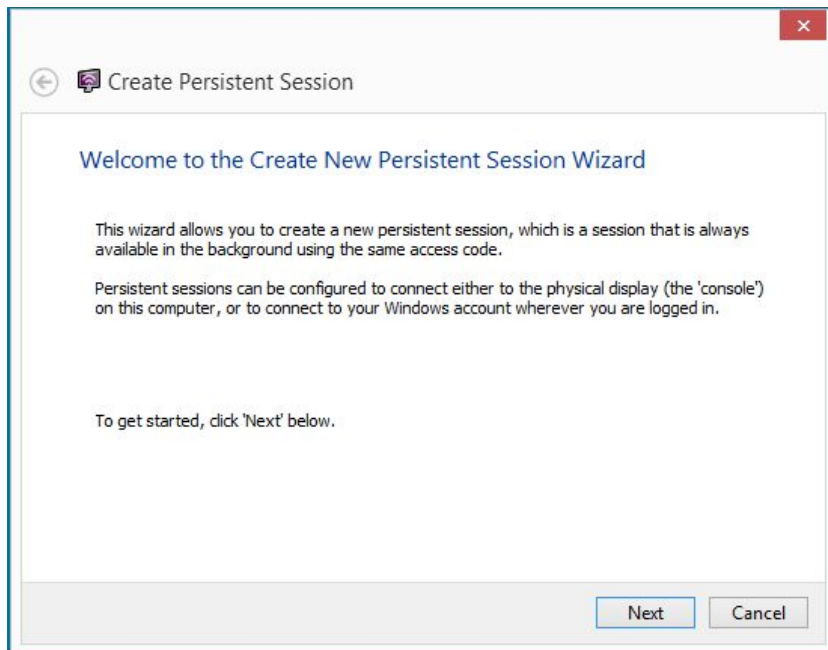 Create Persistent Session
Welcome to the Create New Persistent Session Wizard
This wizard allows you to create a new persistent session, which is a session that is always
available in the background using the same access code.
Persistent sessions can be configured to connect either to the physical display (the 'console')
on this computer, or to connect to your Windows account wherever you are logged in.
To get started, click 'Next' below.
Next Cancel